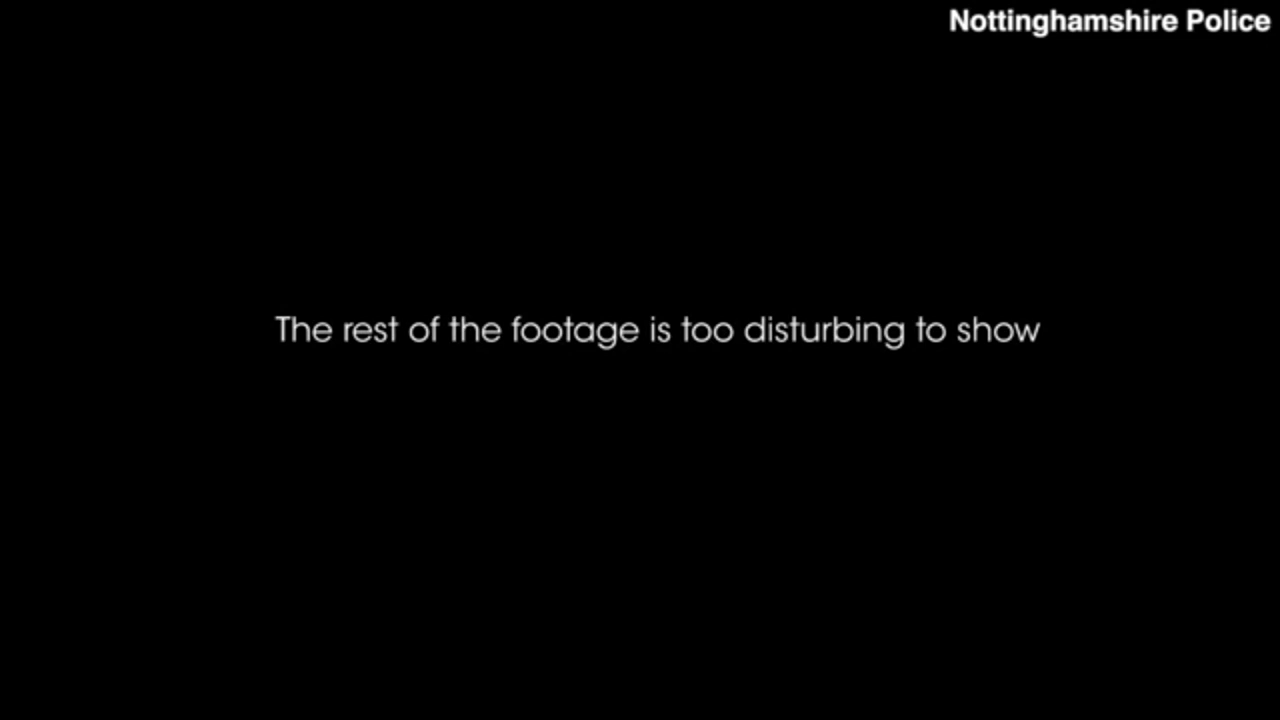 Nottinghamshire Police
The rest of the footage is too disturbing to show